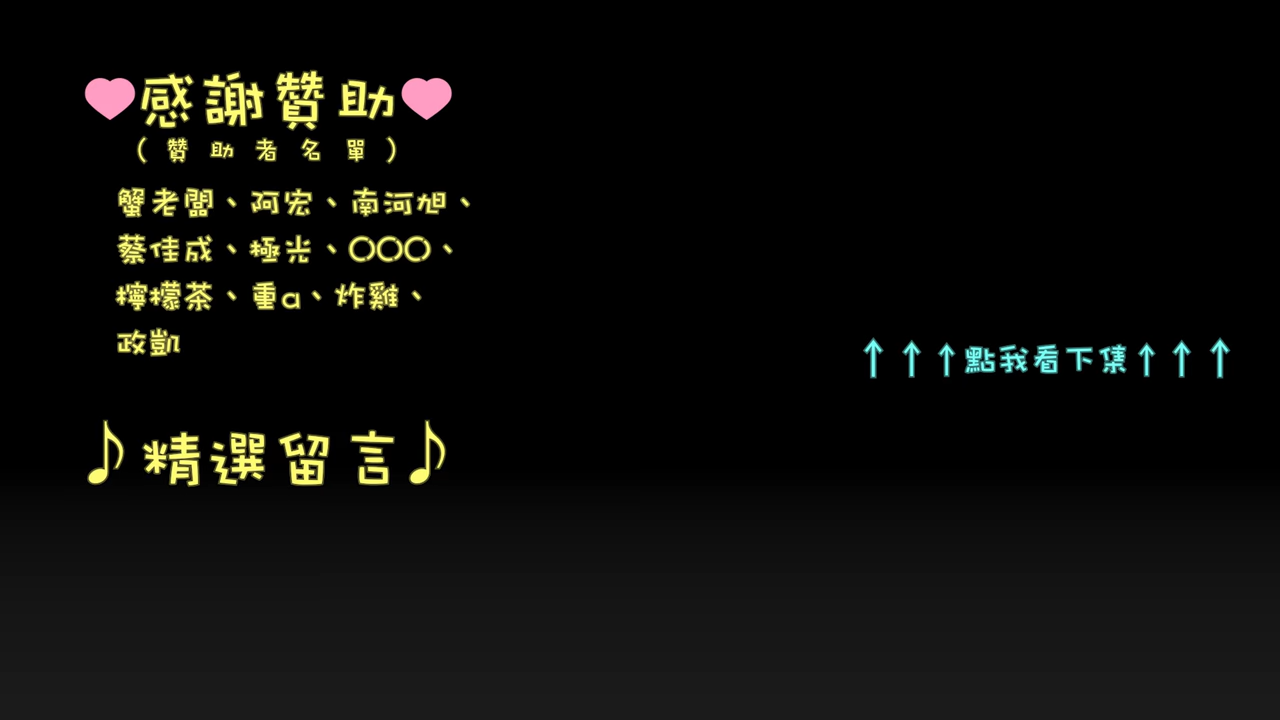 感謝贊助
（贊助者名單）
蟹老闆、阿宏、南河旭、
蔡佳成、極光、〇〇〇、
檸檬茶、重a、炸雞、
政凱
↑↑↑點我看下集↑↑↑
♪精選留言♪